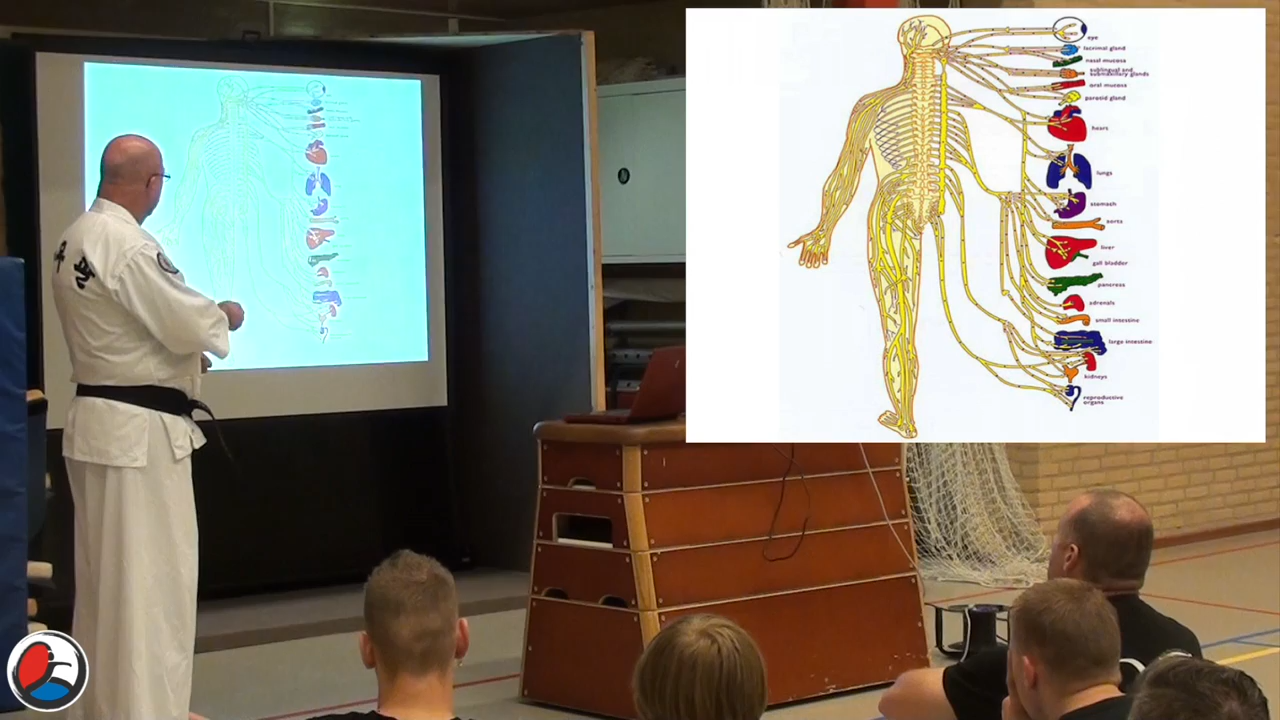 eye
lacrimal gland
nasal mucosa
sublingual and
submaxillary glands
oral mucosa
parotid gland
heart
lungs
stomach
aorta
liver
gall bladder
pancreas
adrenals
small intestine
large intestine
kidneys
reproductive
organs